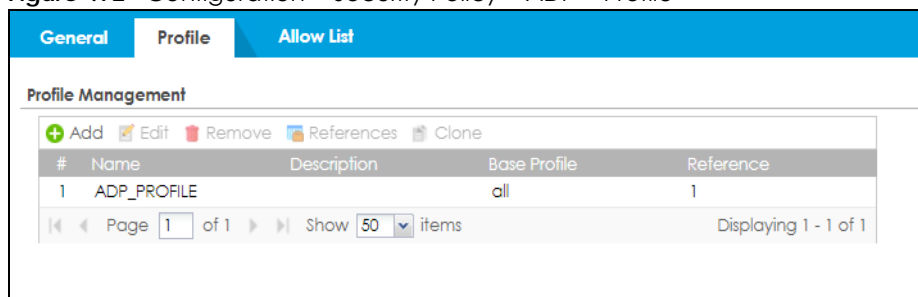 General Profile Allow List
Profile Management
Add Edit Remove References Clone
# Name Description Base Profile Reference
1 ADP_PROFILE all 1
Page 1 of 1 Show 50 items Displaying 1 - 1 of 1